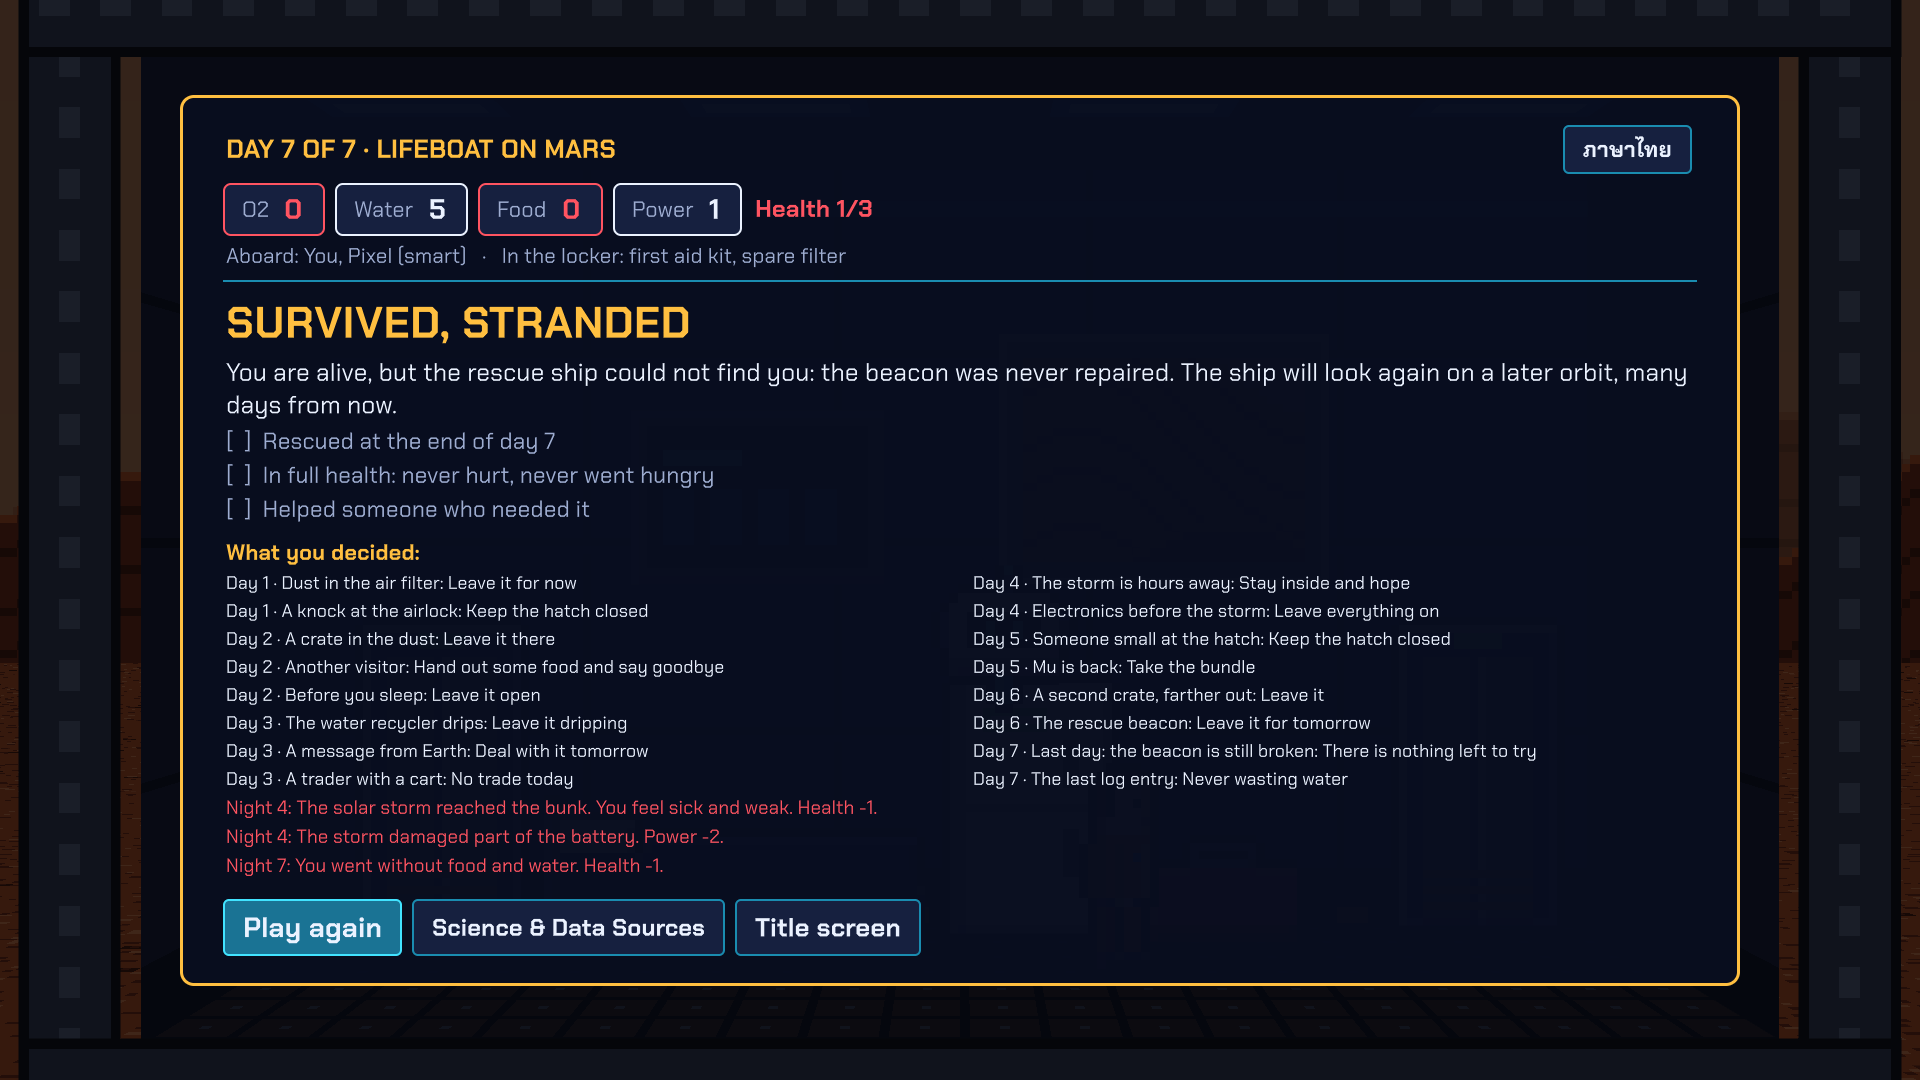 DAY 7 OF 7 · LIFEBOAT ON MARS
ภาษาไทย
O2 0 Water 5 Food 0 Power 1 Health 1/3
Aboard: You, Pixel (smart) · In the locker: first aid kit, spare filter
SURVIVED, STRANDED
You are alive, but the rescue ship could not find you: the beacon was never repaired. The ship will look again on a later orbit, many
days from now.
[ ] Rescued at the end of day 7
[ ] In full health: never hurt, never went hungry
[ ] Helped someone who needed it
What you decided:
Day 1 · Dust in the air filter: Leave it for now
Day 1 · A knock at the airlock: Keep the hatch closed
Day 2 · A crate in the dust: Leave it there
Day 2 · Another visitor: Hand out some food and say goodbye
Day 2 · Before you sleep: Leave it open
Day 3 · The water recycler drips: Leave it dripping
Day 3 · A message from Earth: Deal with it tomorrow
Day 3 · A trader with a cart: No trade today
Day 4 · The storm is hours away: Stay inside and hope
Day 4 · Electronics before the storm: Leave everything on
Day 5 · Someone small at the hatch: Keep the hatch closed
Day 5 · Mu is back: Take the bundle
Day 6 · A second crate, farther out: Leave it
Day 6 · The rescue beacon: Leave it for tomorrow
Day 7 · Last day: the beacon is still broken: There is nothing left to try
Day 7 · The last log entry: Never wasting water
Night 4: The solar storm reached the bunk. You feel sick and weak. Health -1.
Night 4: The storm damaged part of the battery. Power -2.
Night 7: You went without food and water. Health -1.
Play again
Science & Data Sources
Title screen